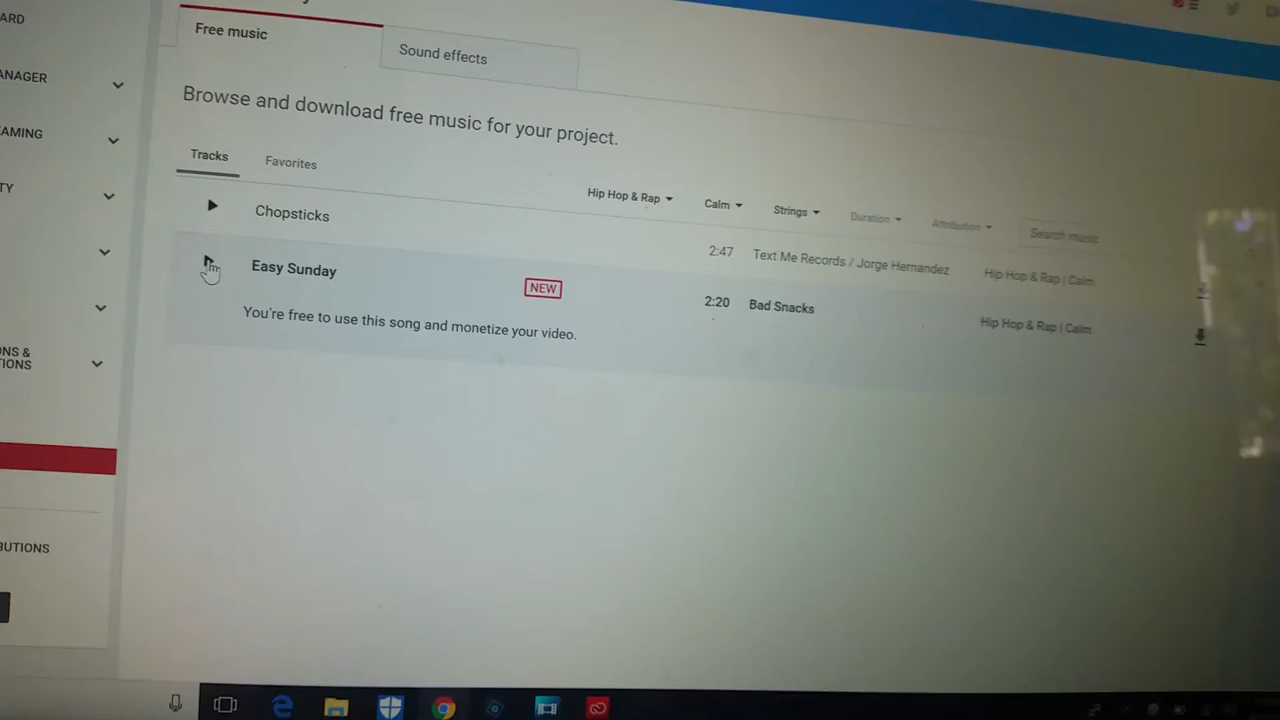 ARD
ANAGER
AMING
TY
NS &
TIONS
BUTIONS
Free music
Sound effects
Browse and download free music for your project.
Tracks
Favorites
Hip Hop & Rap
Calm
Strings
Duration
Attribution
Search music
Chopsticks
2:47
Text Me Records / Jorge Hernandez
Hip Hop & Rap | Calm
Easy Sunday
NEW
2:20
Bad Snacks
Hip Hop & Rap | Calm
You're free to use this song and monetize your video.